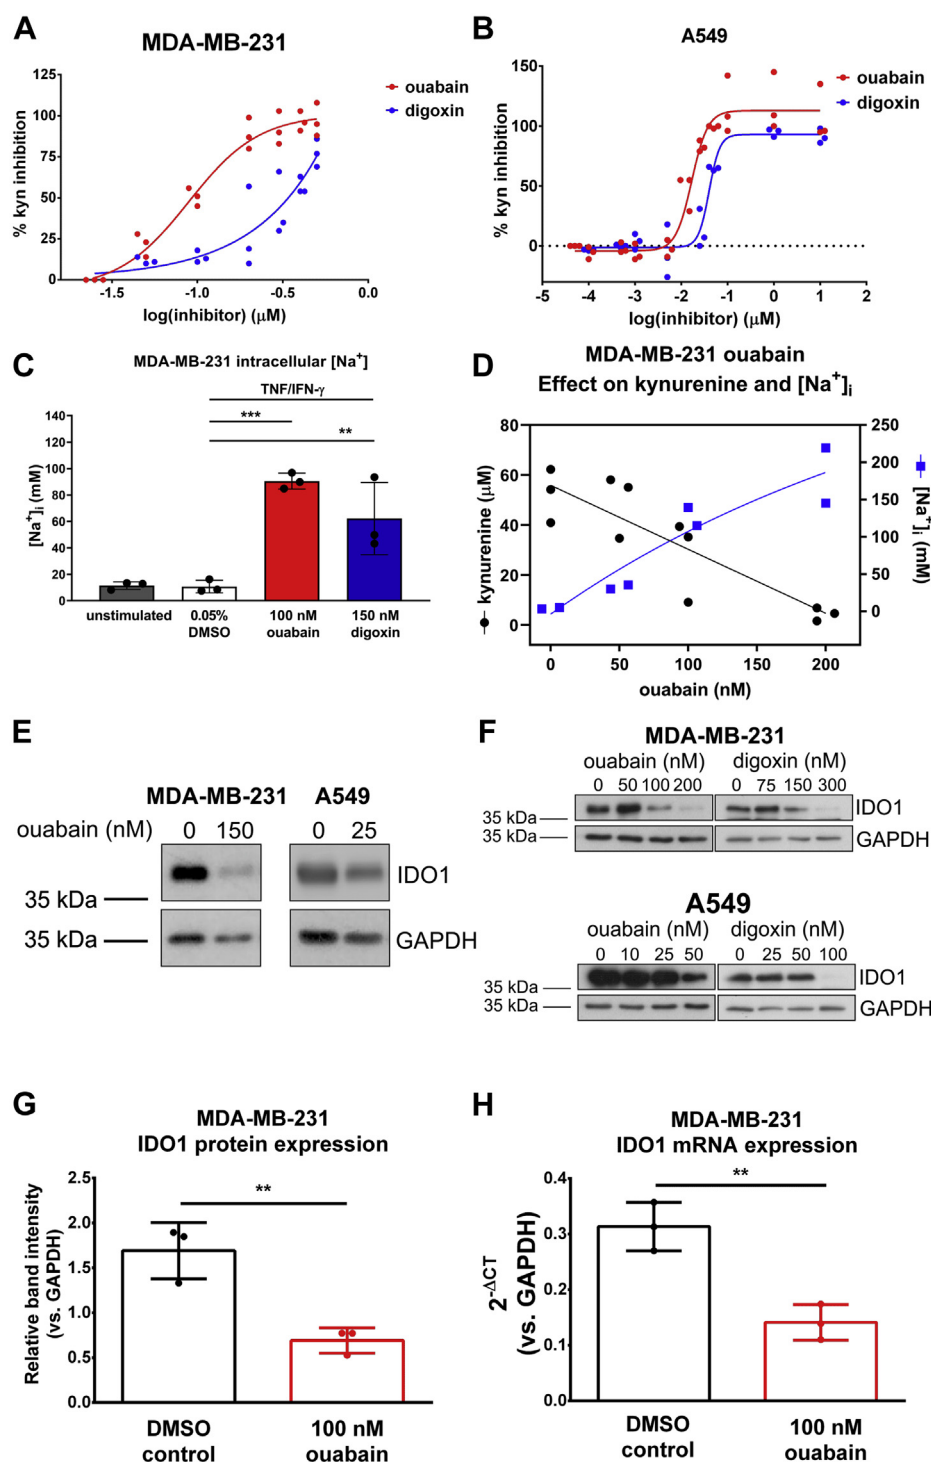 A
MDA-MB-231
% kyn inhibition
125
100
75
50
25
0
-1.5
-1.0
-0.5
0.0
log(inhibitor) (μM)
ouabain
digoxin
B
A549
% kyn inhibition
150
100
50
0
-5
-4
-3
-2
-1
0
1
2
log(inhibitor) (μM)
ouabain
digoxin
C
MDA-MB-231 intracellular [Na⁺]
TNF/IFN-γ
***
**
[Na⁺]ᵢ (mM)
140
120
100
80
60
40
20
0
unstimulated
0.05%
DMSO
100 nM
ouabain
150 nM
digoxin
D
MDA-MB-231 ouabain
Effect on kynurenine and [Na⁺]ᵢ
kynurenine (μM)
80
60
40
20
0
250
200
150
100
50
0
[Na⁺]ᵢ (mM)
0
50
100
150
200
ouabain (nM)
E
MDA-MB-231 A549
ouabain (nM) 0 150 0 25
IDO1
35 kDa
35 kDa
GAPDH
F
MDA-MB-231
ouabain (nM) digoxin (nM)
0 50 100 200 0 75 150 300
IDO1
35 kDa
35 kDa
GAPDH
A549
ouabain (nM) digoxin (nM)
0 10 25 50 0 25 50 100
IDO1
35 kDa
35 kDa
GAPDH
G
MDA-MB-231
IDO1 protein expression
Relative band intensity
(vs. GAPDH)
2.5
2.0
1.5
1.0
0.5
0.0
**
DMSO
control
100 nM
ouabain
H
MDA-MB-231
IDO1 mRNA expression
2^-ΔCT
(vs. GAPDH)
0.4
0.3
0.2
0.1
0.0
**
DMSO
control
100 nM
ouabain